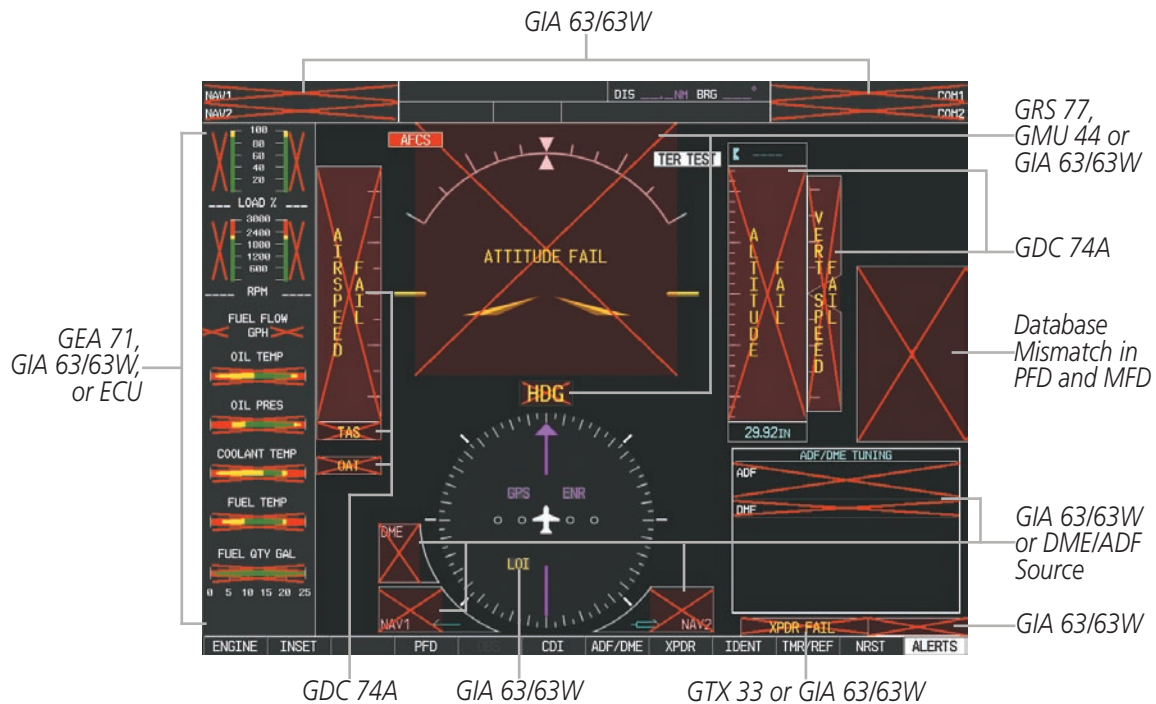 GIA 63/63W
NAV1
NAV2
DIS __._NM BRG ___°
COM1
COM2
GRS 77,
GMU 44 or
GIA 63/63W
AFCS
TER TEST
100
80
60
40
20
--- LOAD % ---
3000
2400
1800
1200
600
---- RPM ----
FUEL FLOW
GPH
OIL TEMP
OIL PRES
COOLANT TEMP
FUEL TEMP
FUEL QTY GAL
0 5 10 15 20 25
GEA 71,
GIA 63/63W,
or ECU
AIRSPEED FAIL
ATTITUDE FAIL
ALTITUDE FAIL
VERT SPEED FAIL
GDC 74A
Database
Mismatch in
PFD and MFD
HDG
TAS
OAT
29.92IN
ADF/DME TUNING
ADF
DME
GPS ENR
DME
LOI
NAV1
NAV2
GIA 63/63W
or DME/ADF
Source
XPDR FAIL
GIA 63/63W
ENGINE INSET PFD OBS CDI ADF/DME XPDR IDENT TMR/REF NRST ALERTS
GDC 74A
GIA 63/63W
GTX 33 or GIA 63/63W